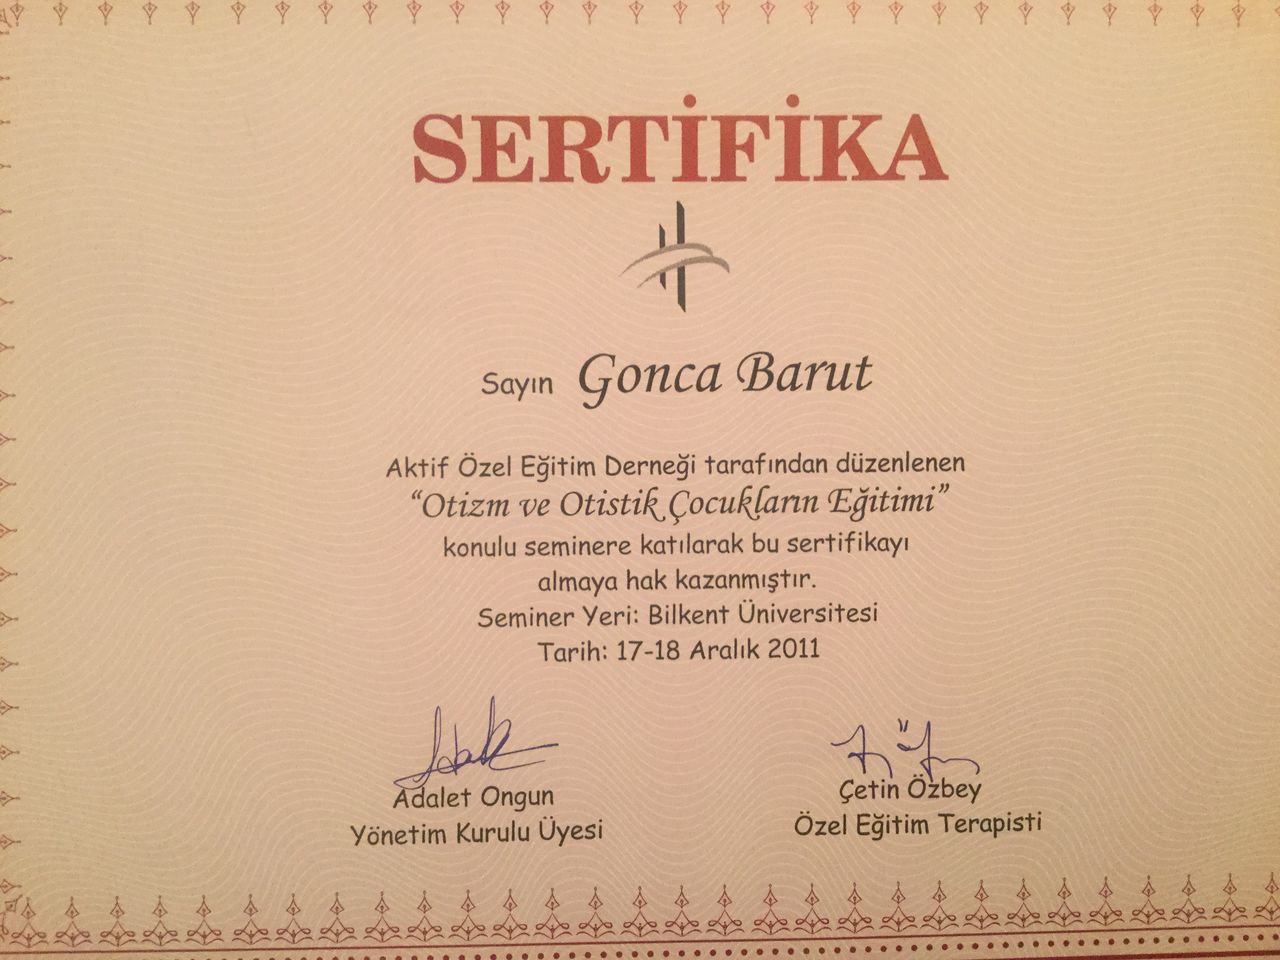 SERTİFİKA
Sayın Gonca Barut
Aktif Özel Eğitim Derneği tarafından düzenlenen
“Otizm ve Otistik Çocukların Eğitimi”
konulu seminere katılarak bu sertifikayı
almaya hak kazanmıştır.
Seminer Yeri: Bilkent Üniversitesi
Tarih: 17-18 Aralık 2011
Adalet Ongun
Yönetim Kurulu Üyesi
Çetin Özbey
Özel Eğitim Terapisti